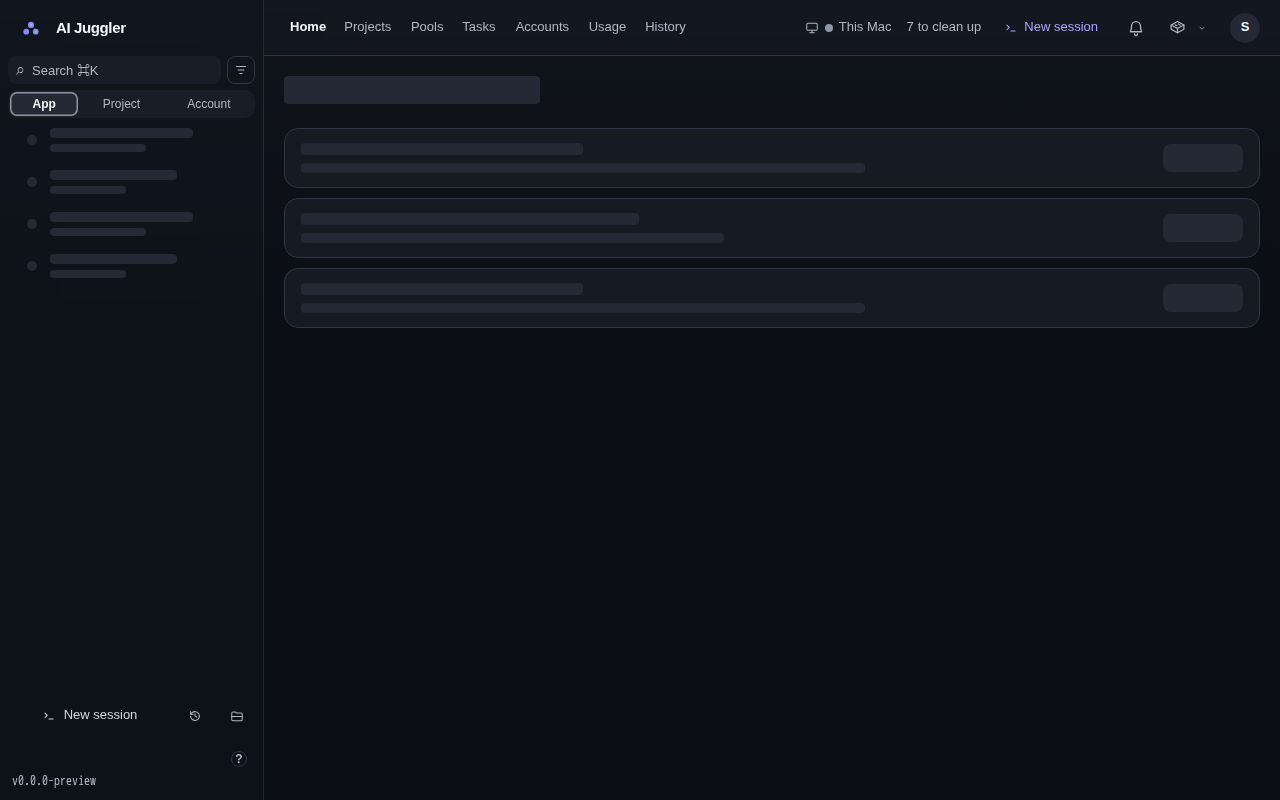 AI Juggler
Home Projects Pools Tasks Accounts Usage History
This Mac 7 to clean up
New session
S
Search ⌘K
App Project Account
New session
?
v0.0.0-preview